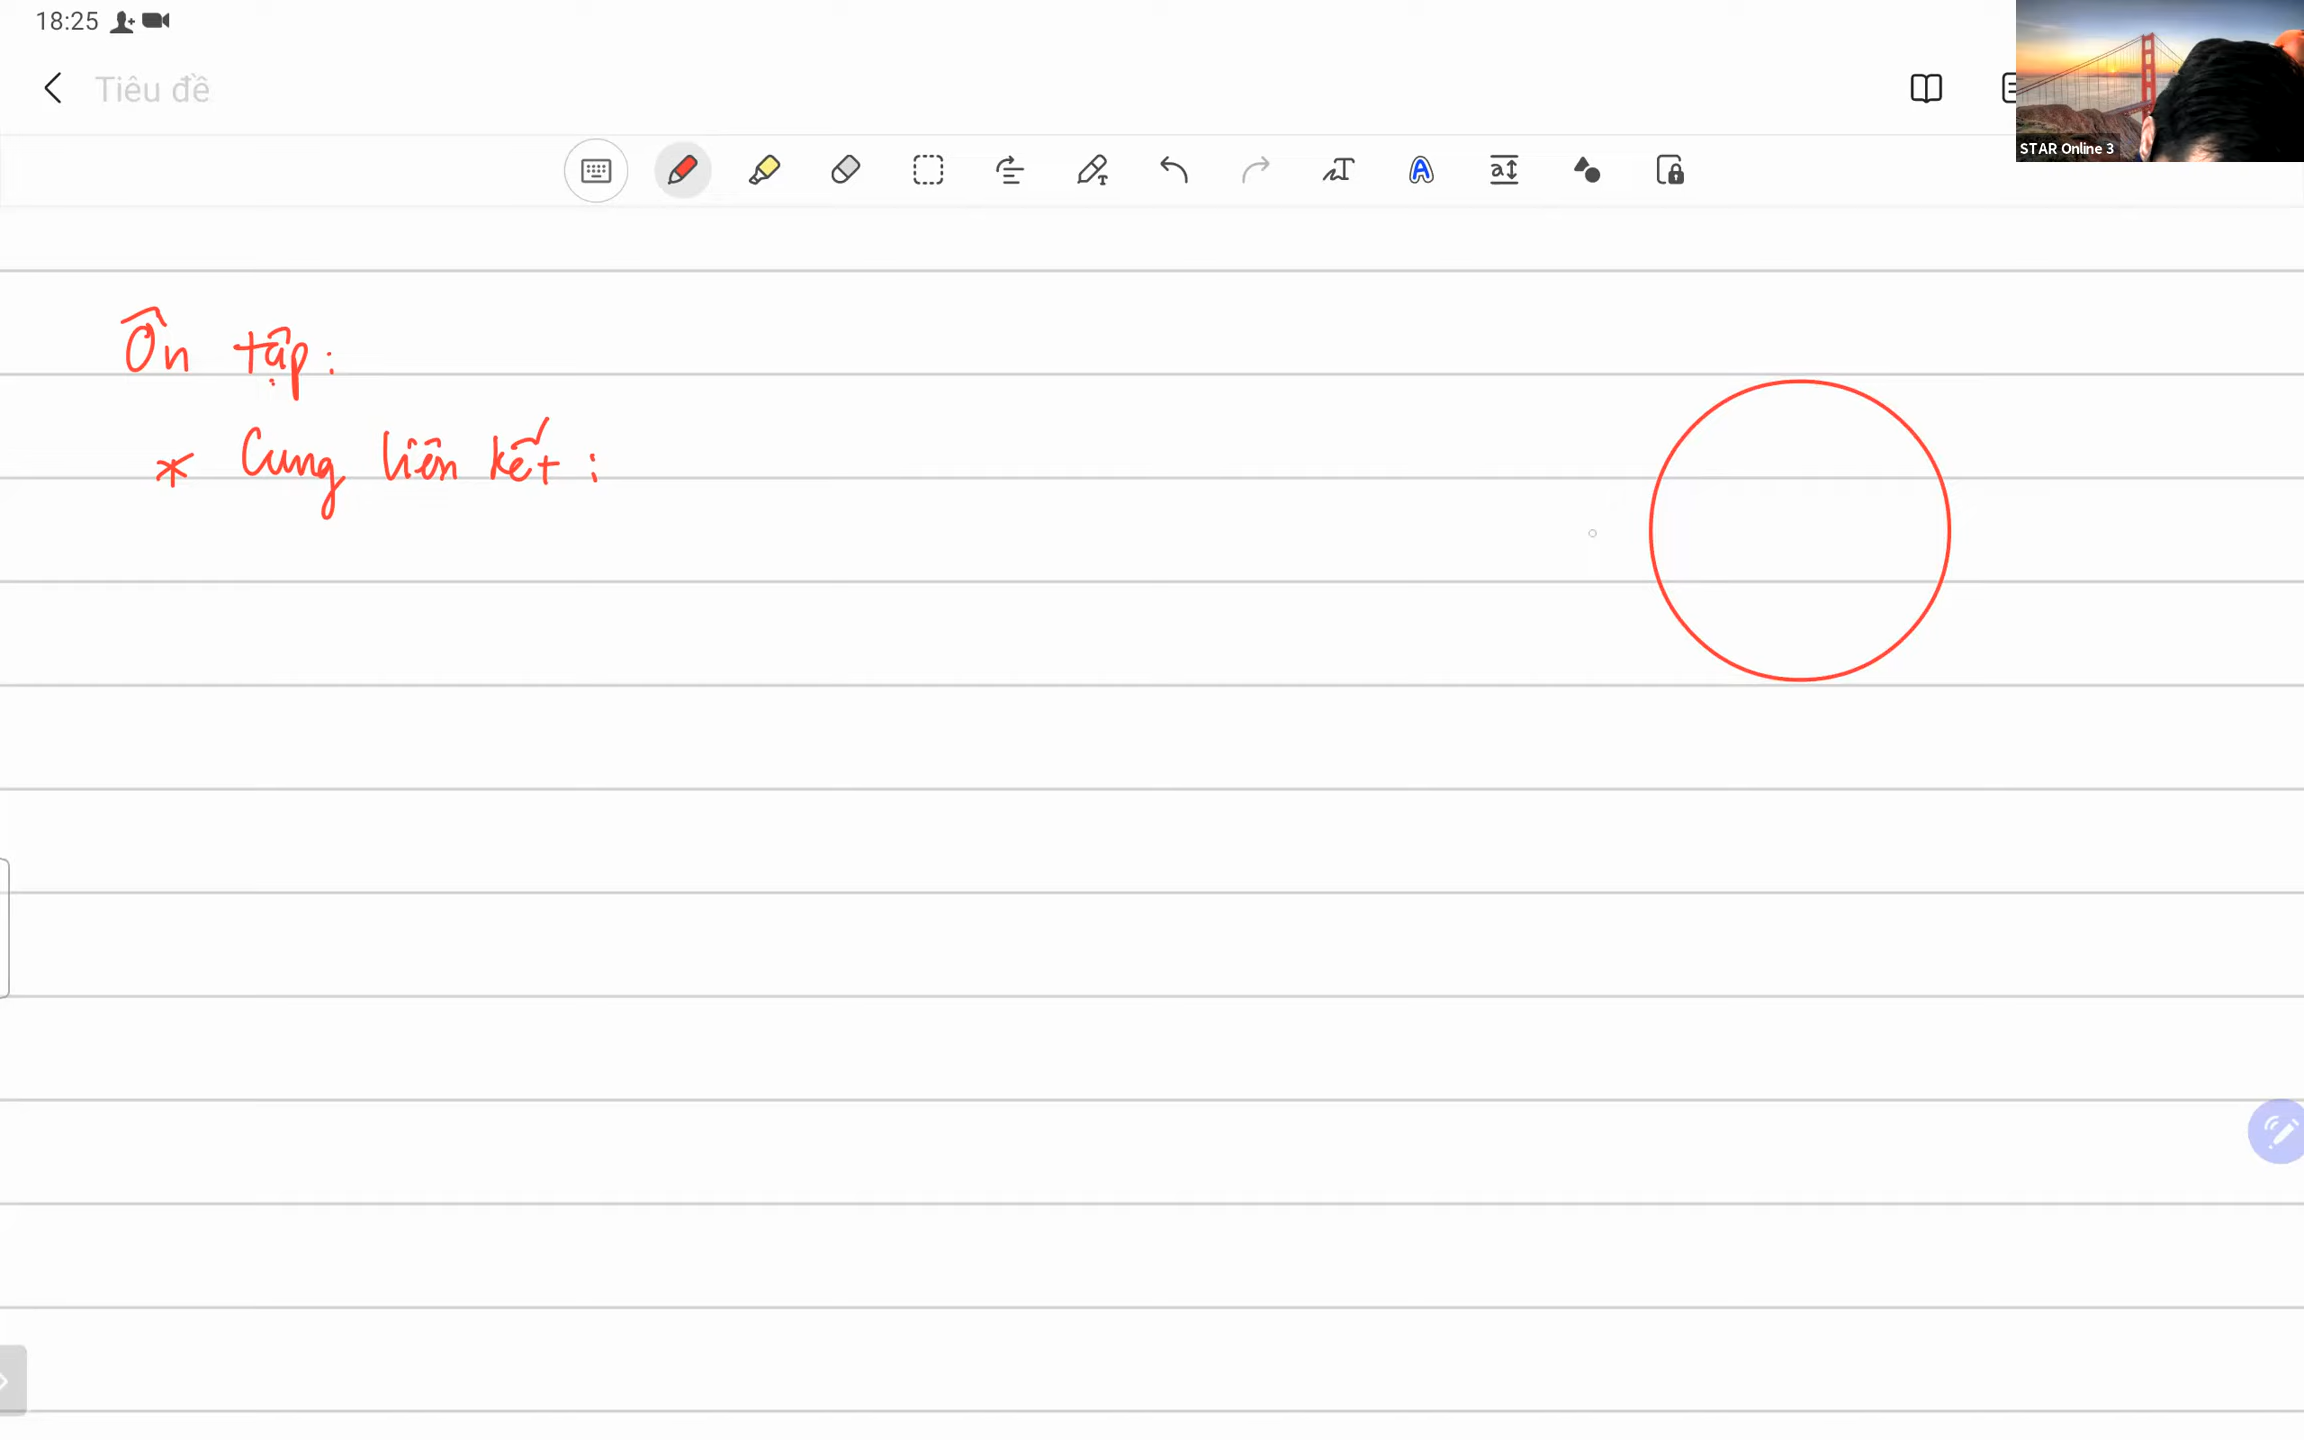 18:25
Tiêu đề
STAR Online 3
Ôn tập:
* Cung liên kết: